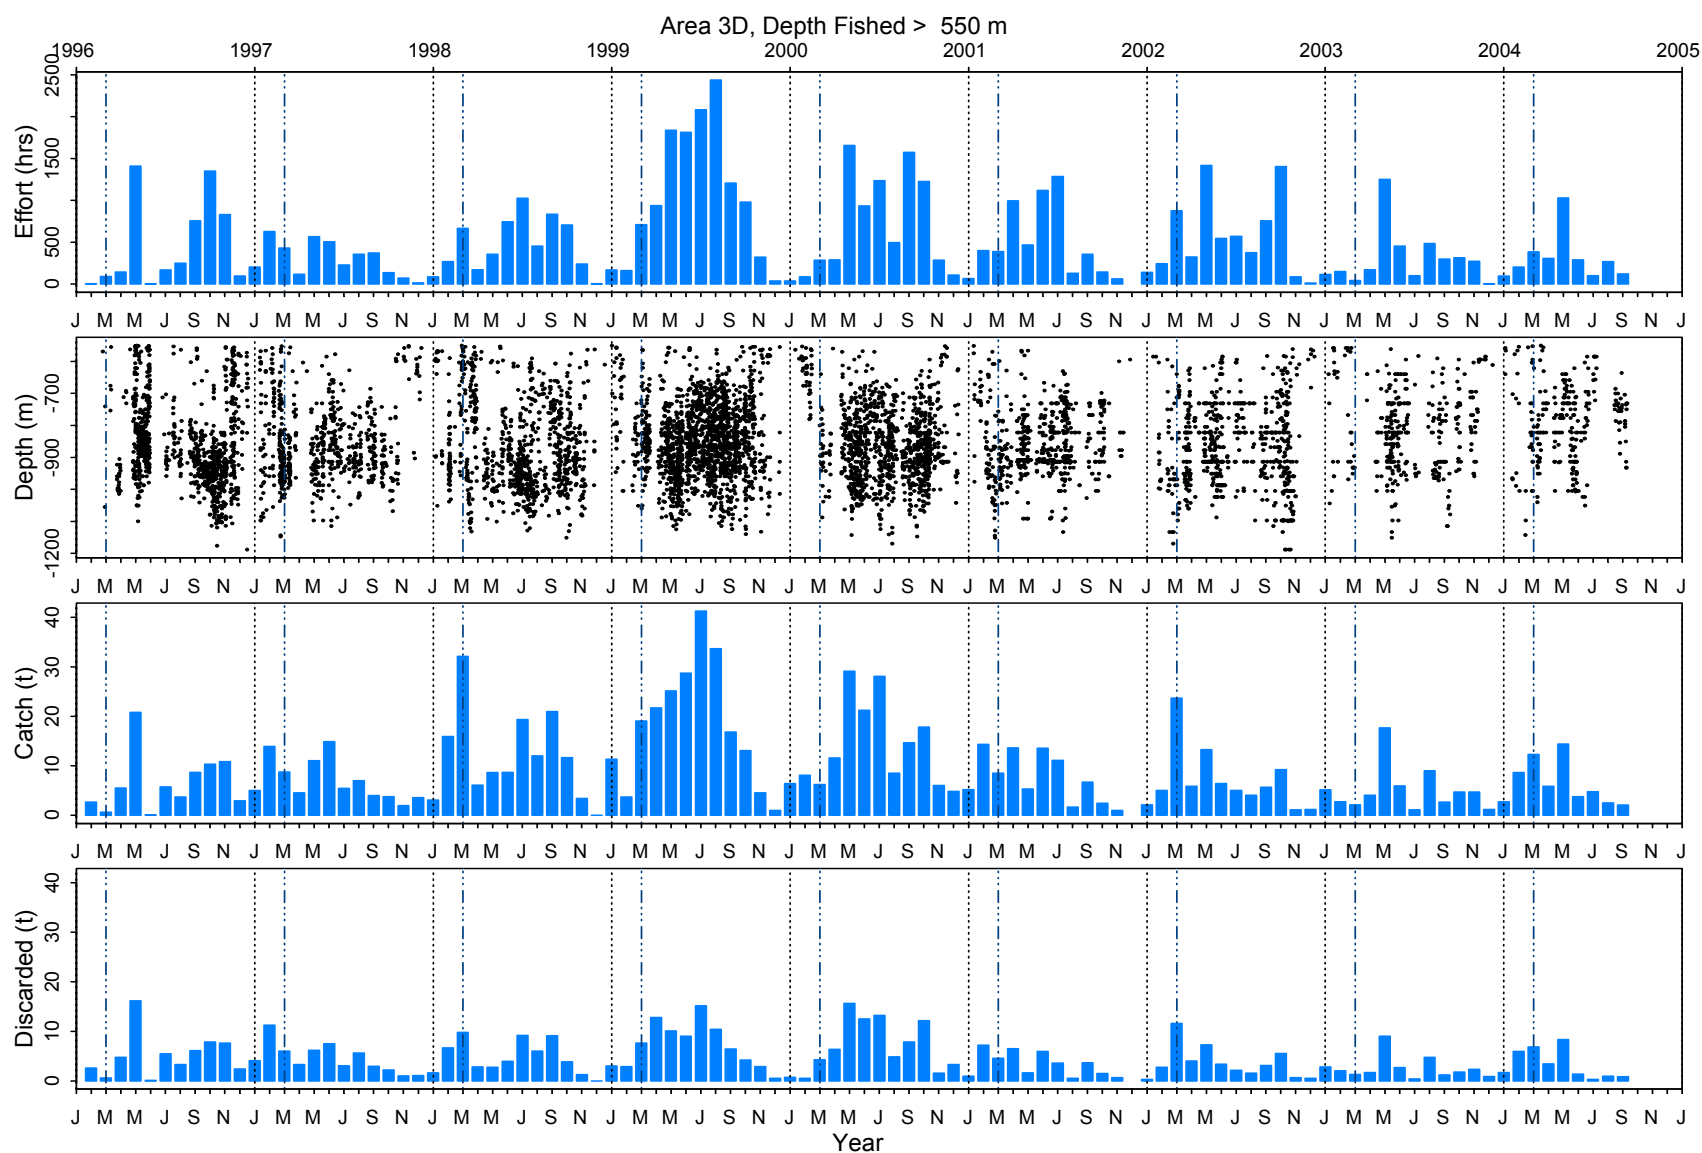 Area 3D, Depth Fished > 550 m
1996 1997 1998 1999 2000 2001 2002 2003 2004 2005
Effort (hrs)
2500
1500
500
0
J M M J S N J M M J S N J M M J S N J M M J S N J M M J S N J M M J S N J M M J S N J M M J S N J M M J S N J
Depth (m)
-700
-900
-1200
J M M J S N J M M J S N J M M J S N J M M J S N J M M J S N J M M J S N J M M J S N J M M J S N J M M J S N J
Catch (t)
40
30
20
10
0
J M M J S N J M M J S N J M M J S N J M M J S N J M M J S N J M M J S N J M M J S N J M M J S N J M M J S N J
Discarded (t)
40
30
20
10
0
J M M J S N J M M J S N J M M J S N J M M J S N J M M J S N J M M J S N J M M J S N J M M J S N J M M J S N J
Year